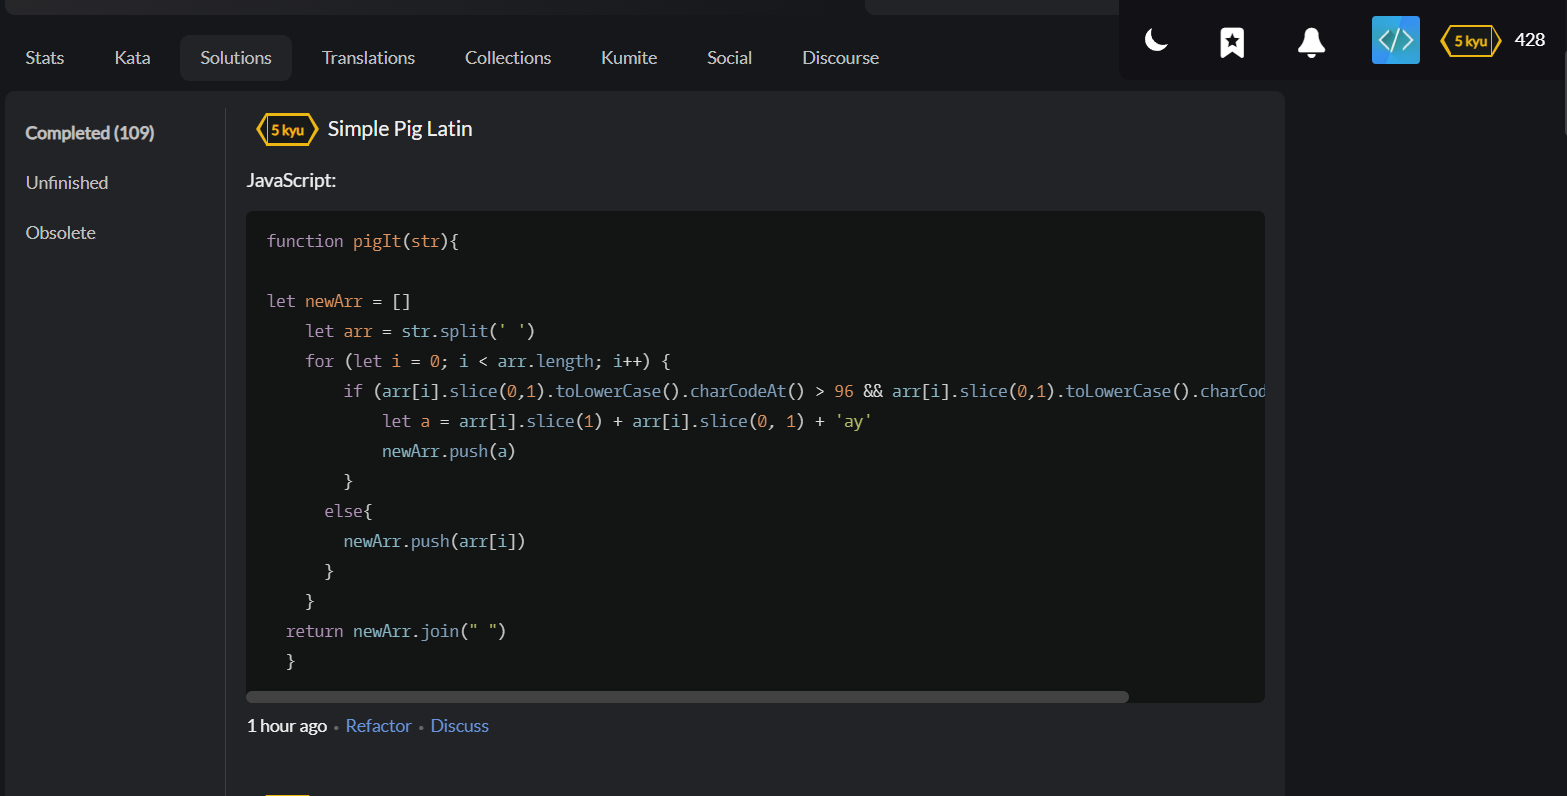 Stats Kata Solutions Translations Collections Kumite Social Discourse </> 5 kyu 428
Completed (109)
Unfinished
Obsolete
5 kyu Simple Pig Latin
JavaScript:
function pigIt(str){
let newArr = []
let arr = str.split(' ')
for (let i = 0; i < arr.length; i++) {
if (arr[i].slice(0,1).toLowerCase().charCodeAt() > 96 && arr[i].slice(0,1).toLowerCase().charCod
let a = arr[i].slice(1) + arr[i].slice(0, 1) + 'ay'
newArr.push(a)
}
else{
newArr.push(arr[i])
}
}
return newArr.join(" ")
}
1 hour ago • Refactor • Discuss